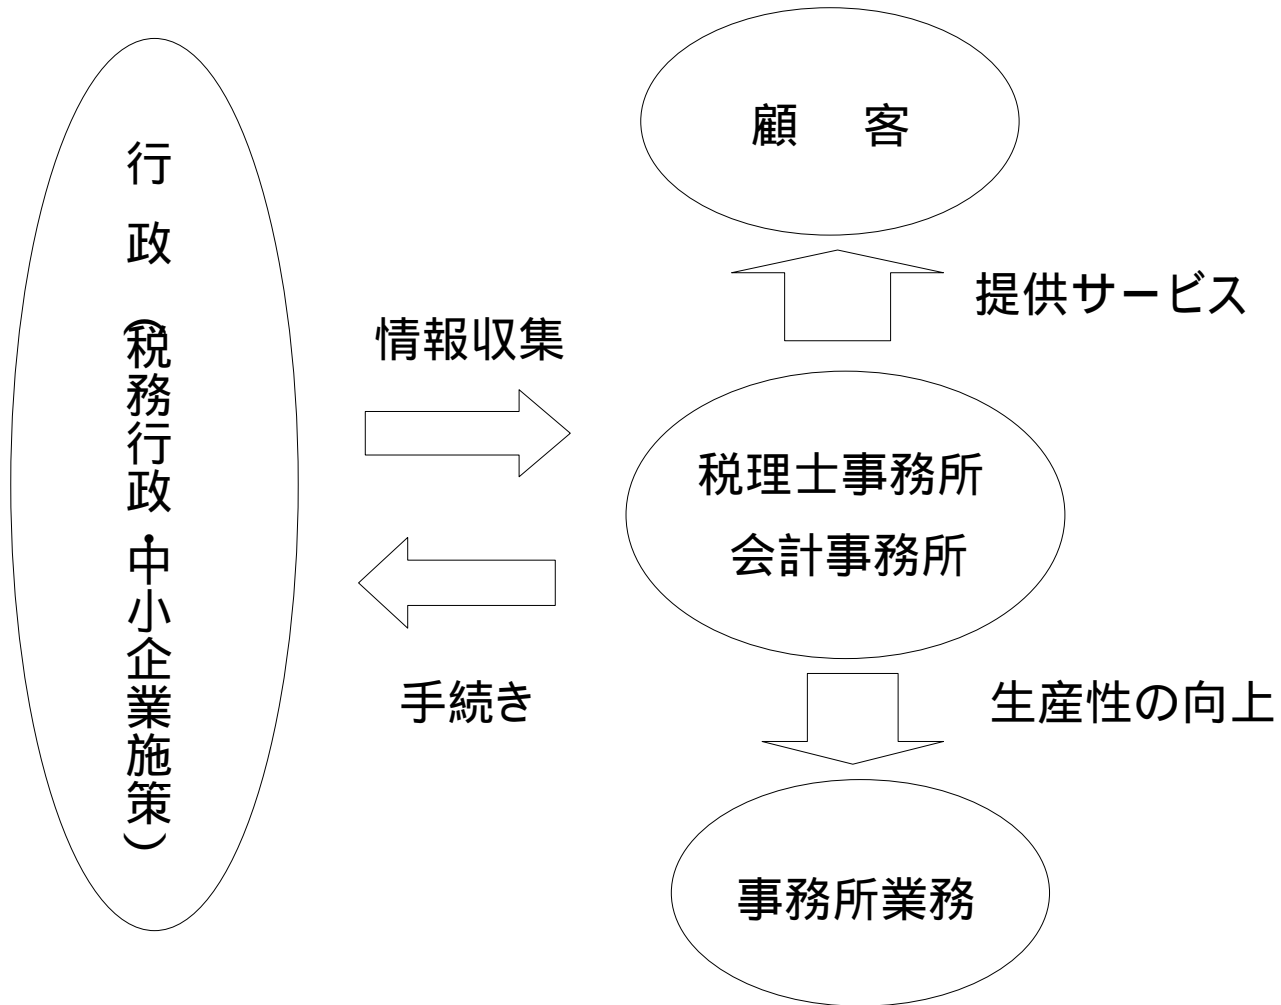 行政（税務行政・中小企業施策）
顧　客
提供サービス
情報収集
税理士事務所
会計事務所
手続き
生産性の向上
事務所業務